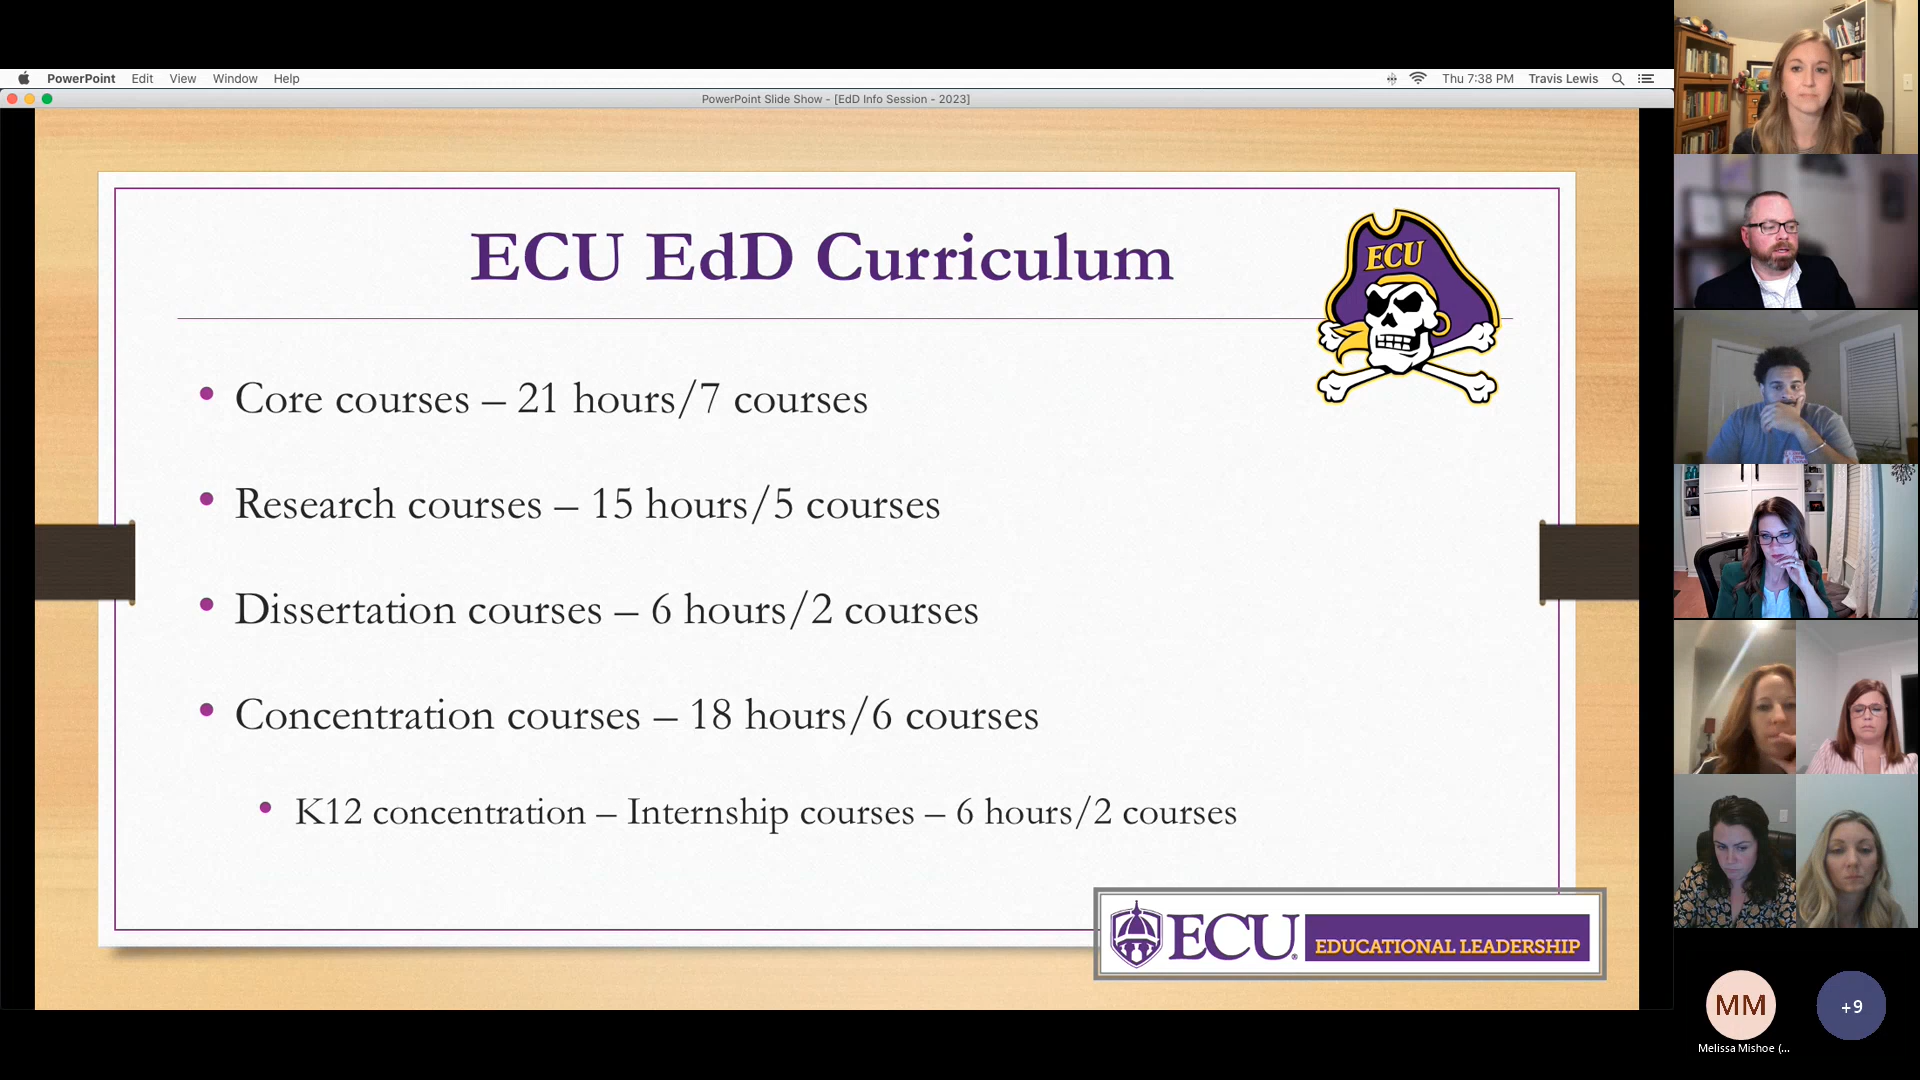 PowerPoint Edit View Window Help
Thu 7:38 PM Travis Lewis
PowerPoint Slide Show - [EdD Info Session - 2023]
ECU EdD Curriculum
ECU
• Core courses – 21 hours/7 courses
• Research courses – 15 hours/5 courses
• Dissertation courses – 6 hours/2 courses
• Concentration courses – 18 hours/6 courses
• K12 concentration – Internship courses – 6 hours/2 courses
ECU® EDUCATIONAL LEADERSHIP
MM
+9
Melissa Mishoe (...